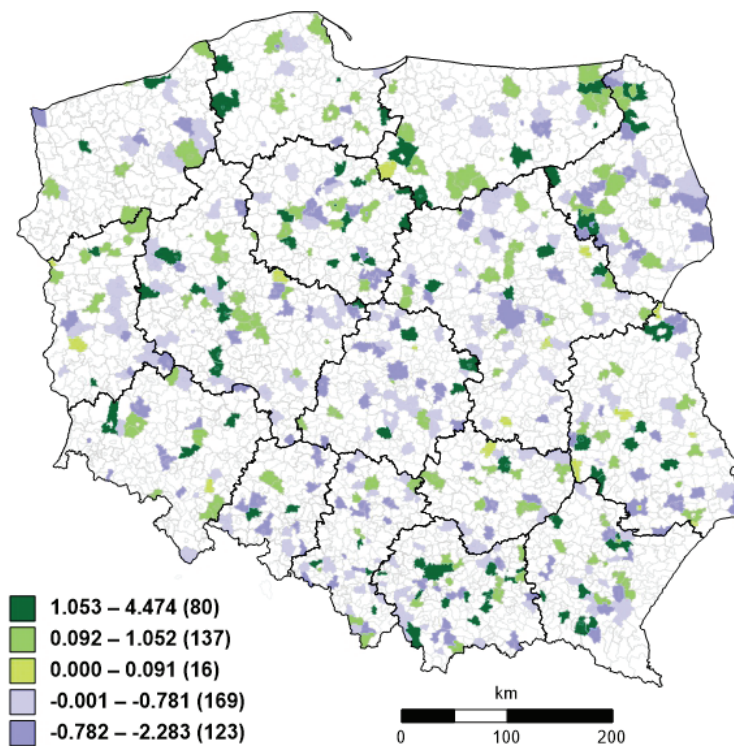 1.053 – 4.474 (80)
0.092 – 1.052 (137)
0.000 – 0.091 (16)
-0.001 – -0.781 (169)
-0.782 – -2.283 (123)
km
0 100 200